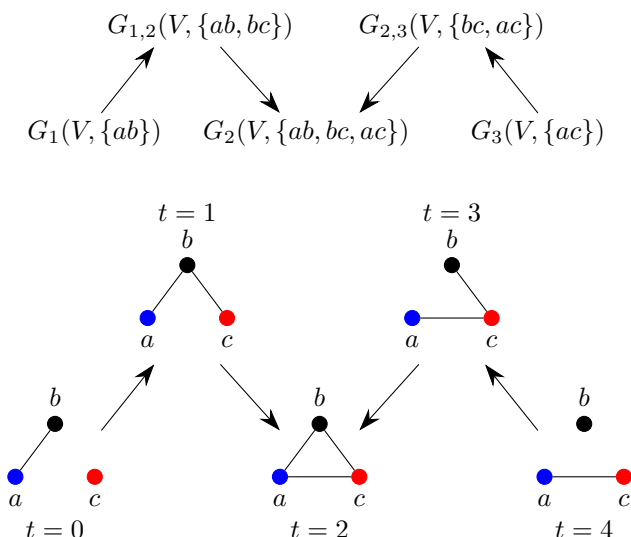 G_{1,2}(V, {ab, bc}) G_{2,3}(V, {bc, ac})
G_1(V, {ab}) G_2(V, {ab, bc, ac}) G_3(V, {ac})
t = 1 t = 3
b b
a c a c
b b b
a c a c a c
t = 0 t = 2 t = 4